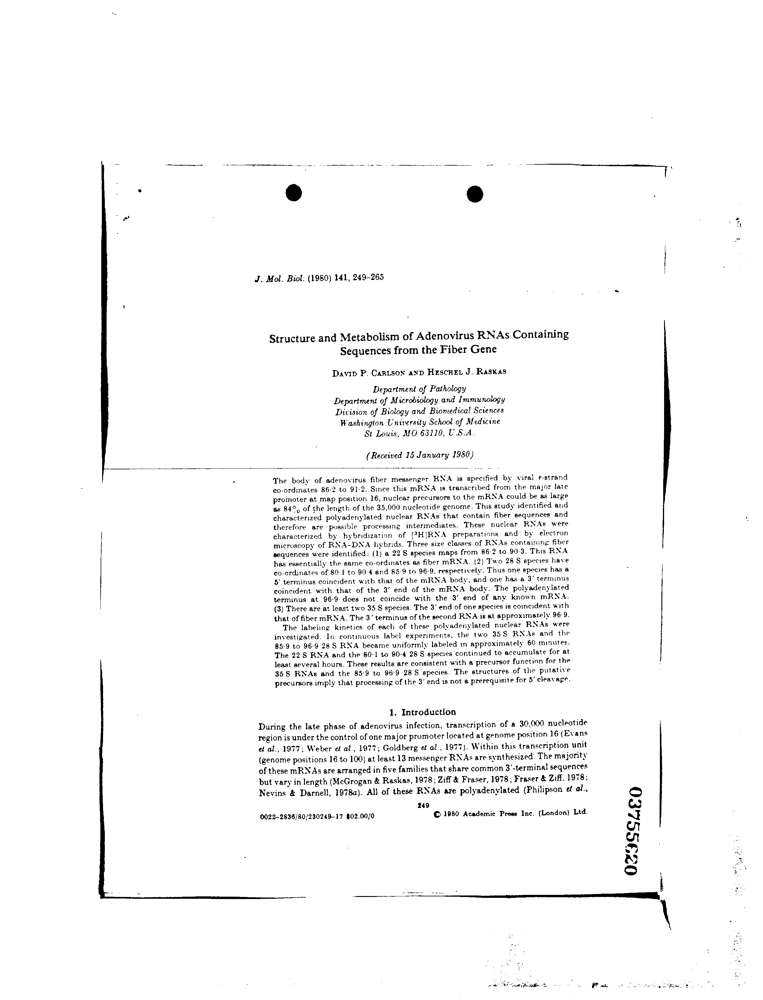 J. Mol. Biol. (1980) 141, 249–265
Structure and Metabolism of Adenovirus RNAs Containing
Sequences from the Fiber Gene
DAVID P. CARLSON AND HESCHEL J. RASKAS
Department of Pathology
Department of Microbiology and Immunology
Division of Biology and Biomedical Sciences
Washington University School of Medicine
St Louis, MO 63110, U.S.A.
(Received 15 January 1980)
The body of adenovirus fiber messenger RNA is specified by viral r-strand
co-ordinates 86·2 to 91·2. Since this mRNA is transcribed from the major late
promoter at map position 16, nuclear precursors to the mRNA could be as large
as 84% of the length of the 35,000 nucleotide genome. This study identified and
characterized polyadenylated nuclear RNAs that contain fiber sequences and
therefore are possible processing intermediates. These nuclear RNAs were
characterized by hybridization of [³H]RNA preparations and by electron
microscopy of RNA–DNA hybrids. Three size classes of RNAs containing fiber
sequences were identified: (1) a 22 S species maps from 86·2 to 90·3. This RNA
has essentially the same co-ordinates as fiber mRNA. (2) Two 28 S species have
co-ordinates of 80·1 to 90·4 and 85·9 to 96·9, respectively. Thus one species has a
5′ terminus coincident with that of the mRNA body, and one has a 3′ terminus
coincident with that of the 3′ end of the mRNA body. The polyadenylated
terminus at 96·9 does not coincide with the 3′ end of any known mRNA.
(3) There are at least two 35 S species. The 3′ end of one species is coincident with
that of fiber mRNA. The 3′ terminus of the second RNA is at approximately 96·9.
The labeling kinetics of each of these polyadenylated nuclear RNAs were
investigated. In continuous label experiments, the two 35 S RNAs and the
85·9 to 96·9 28 S RNA became uniformly labeled in approximately 60 minutes.
The 22 S RNA and the 80·1 to 90·4 28 S species continued to accumulate for at
least several hours. These results are consistent with a precursor function for the
35 S RNAs and the 85·9 to 96·9 28 S species. The structures of the putative
precursors imply that processing of the 3′ end is not a prerequisite for 5′ cleavage.
1. Introduction
During the late phase of adenovirus infection, transcription of a 30,000 nucleotide
region is under the control of one major promoter located at genome position 16 (Evans
et al., 1977; Weber et al., 1977; Goldberg et al., 1977). Within this transcription unit
(genome positions 16 to 100) at least 13 messenger RNAs are synthesized. The majority
of these mRNAs are arranged in five families that share common 3′-terminal sequences
but vary in length (McGrogan & Raskas, 1978; Ziff & Fraser, 1978; Fraser & Ziff, 1978;
Nevins & Darnell, 1978a). All of these RNAs are polyadenylated (Philipson et al.,
249
0022–2836/80/230249–17 $02.00/0
© 1980 Academic Press Inc. (London) Ltd.
03755620